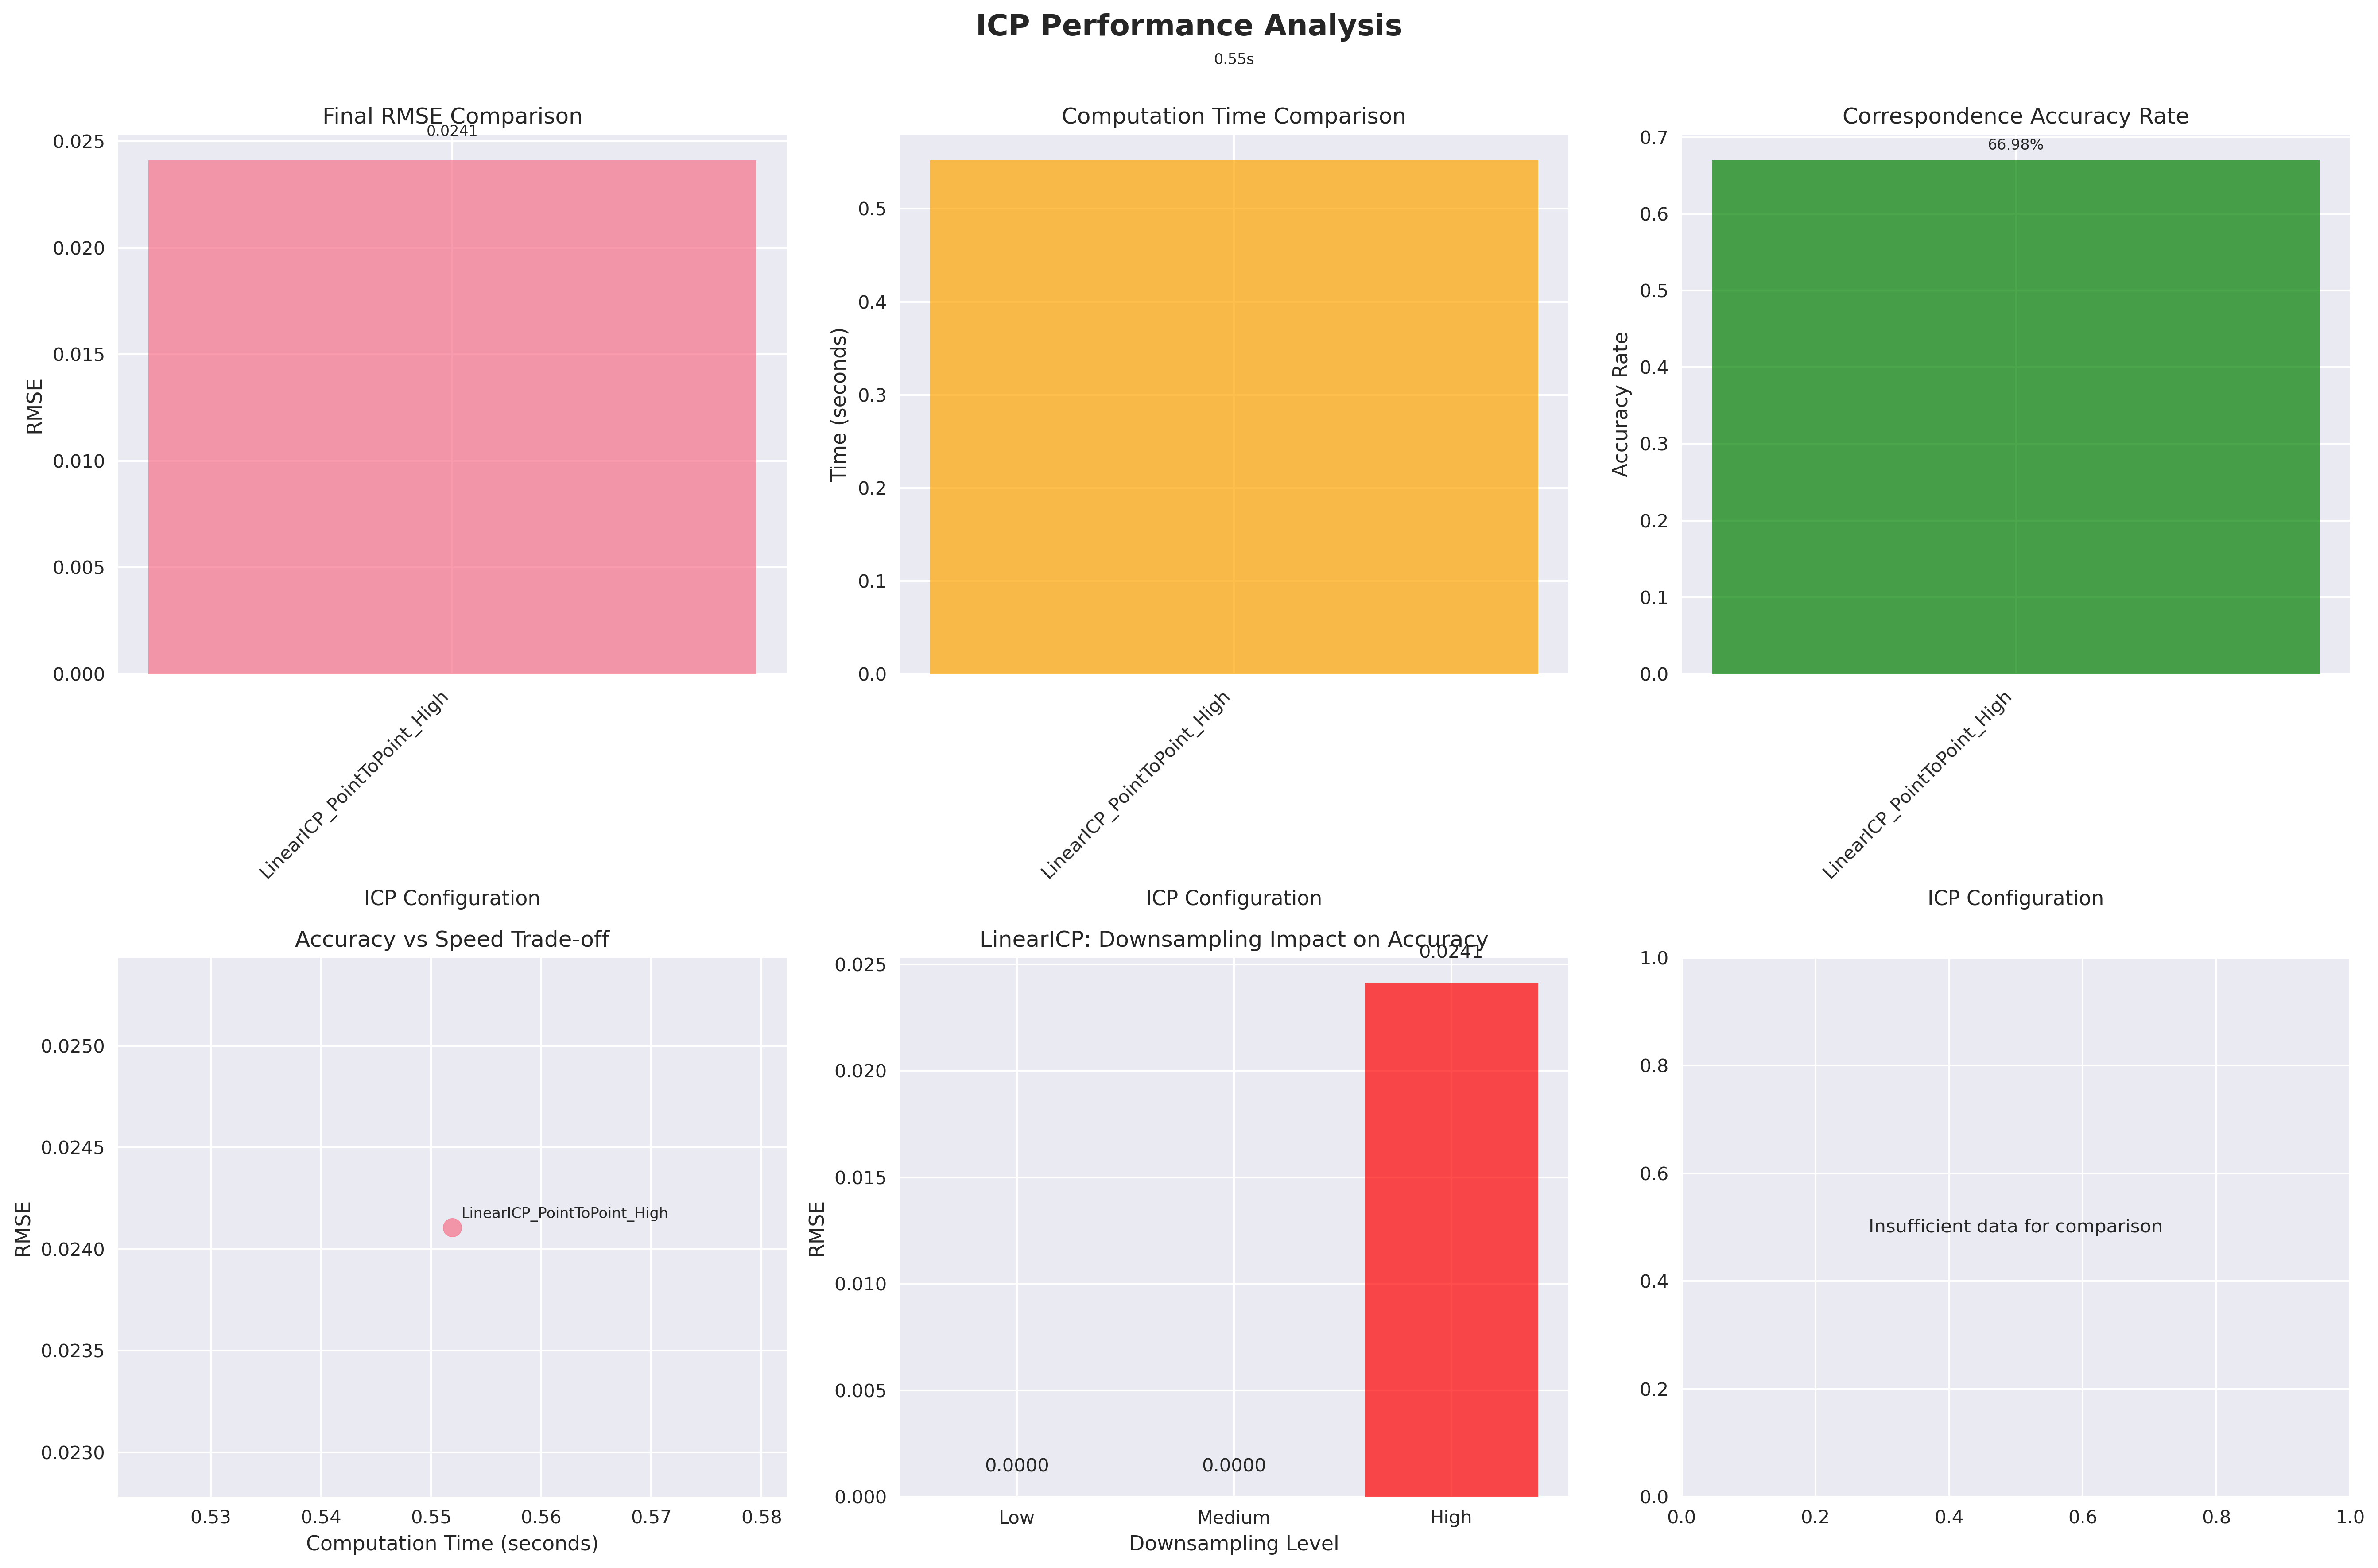 ICP Performance Analysis
0.55s
Final RMSE Comparison
0.0241
0.025
0.020
0.015
0.010
0.005
0.000
RMSE
LinearICP_PointToPoint_High
ICP Configuration
Computation Time Comparison
0.5
0.4
0.3
0.2
0.1
0.0
Time (seconds)
LinearICP_PointToPoint_High
ICP Configuration
Correspondence Accuracy Rate
66.98%
0.7
0.6
0.5
0.4
0.3
0.2
0.1
0.0
Accuracy Rate
LinearICP_PointToPoint_High
ICP Configuration
Accuracy vs Speed Trade-off
0.0250
0.0245
0.0240
0.0235
0.0230
RMSE
LinearICP_PointToPoint_High
0.53 0.54 0.55 0.56 0.57 0.58
Computation Time (seconds)
LinearICP: Downsampling Impact on Accuracy
0.0241
0.025
0.020
0.015
0.010
0.005
0.000
RMSE
0.0000 0.0000
Low Medium High
Downsampling Level
1.0
0.8
0.6
0.4
0.2
0.0
Insufficient data for comparison
0.0 0.2 0.4 0.6 0.8 1.0